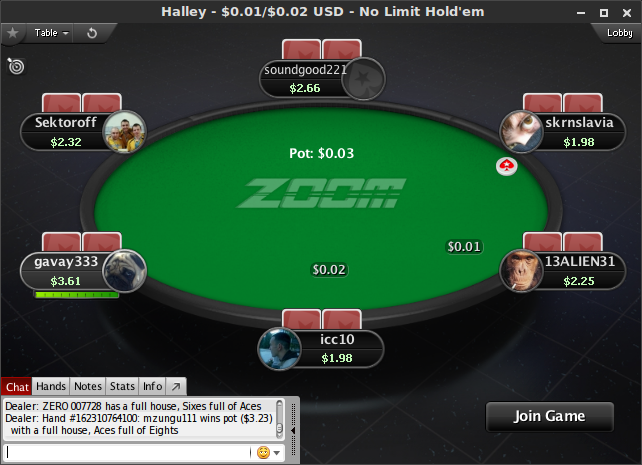 Halley - $0.01/$0.02 USD - No Limit Hold'em
Table
Lobby
soundgood221
$2.66
Sektoroff
$2.32
skrnslavia
$1.98
Pot: $0.03
ZOOM
gavay333
$3.61
$0.01
$0.02
13ALIEN31
$2.25
icc10
$1.98
Chat Hands Notes Stats Info
Dealer: ZERO 007728 has a full house, Sixes full of Aces
Dealer: Hand #162310764100: mzungu111 wins pot ($3.23)
with a full house, Aces full of Eights
Join Game